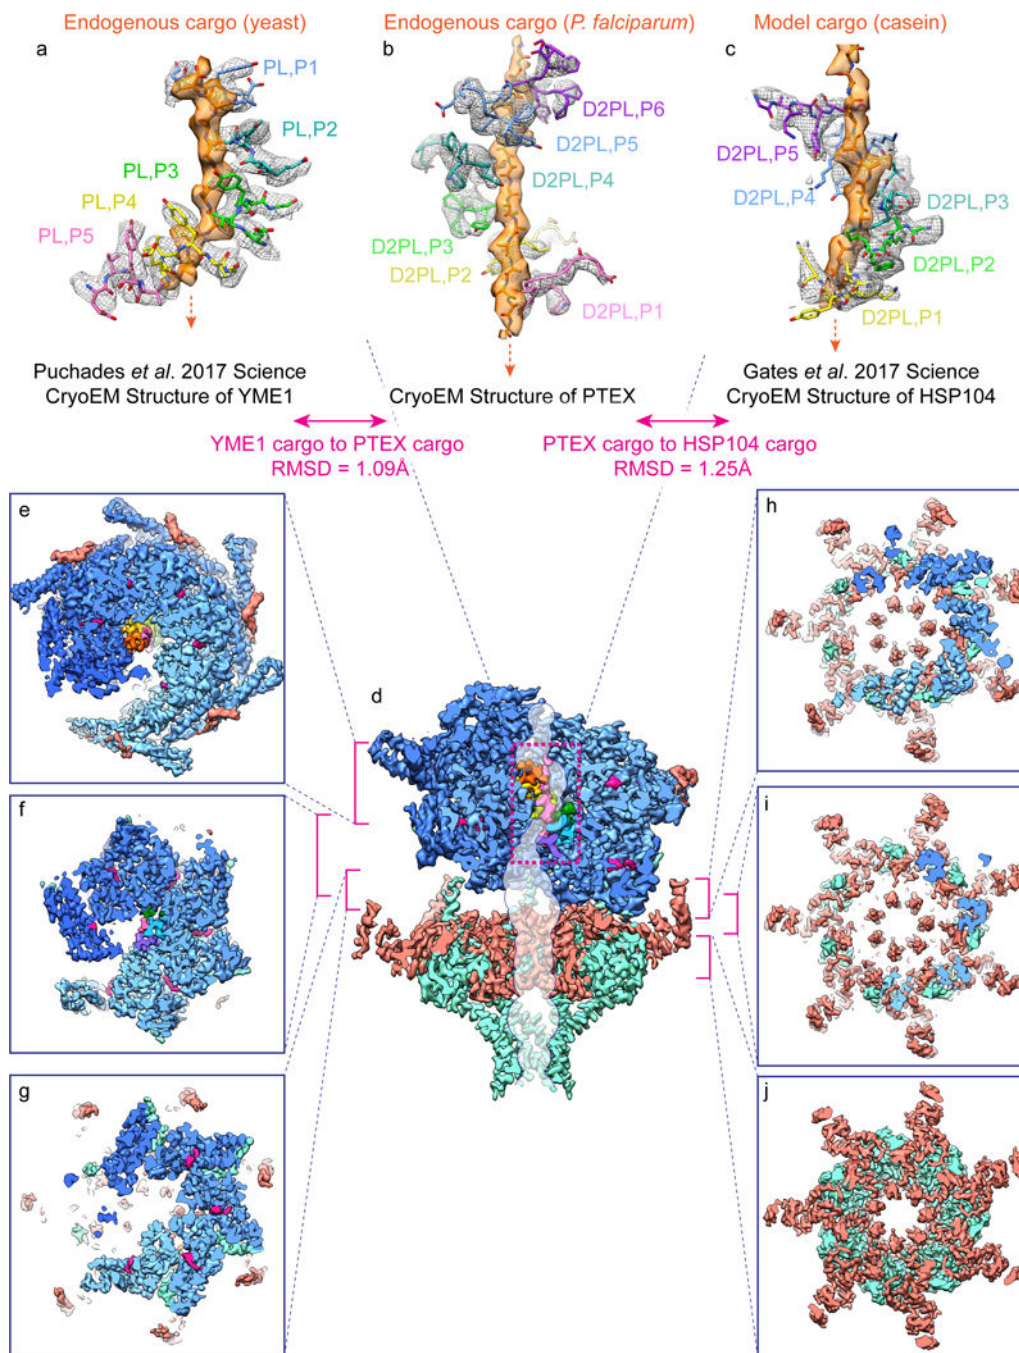 Endogenous cargo (yeast)
Endogenous cargo (P. falciparum)
Model cargo (casein)
a
PL,P1
PL,P2
PL,P3
PL,P4
PL,P5
b
D2PL,P6
D2PL,P5
D2PL,P4
D2PL,P3
D2PL,P2
D2PL,P1
c
D2PL,P5
D2PL,P4
D2PL,P3
D2PL,P2
D2PL,P1
Puchades et al. 2017 Science
CryoEM Structure of YME1
CryoEM Structure of PTEX
Gates et al. 2017 Science
CryoEM Structure of HSP104
YME1 cargo to PTEX cargo
RMSD = 1.09Å
PTEX cargo to HSP104 cargo
RMSD = 1.25Å
e
h
d
f
i
g
j